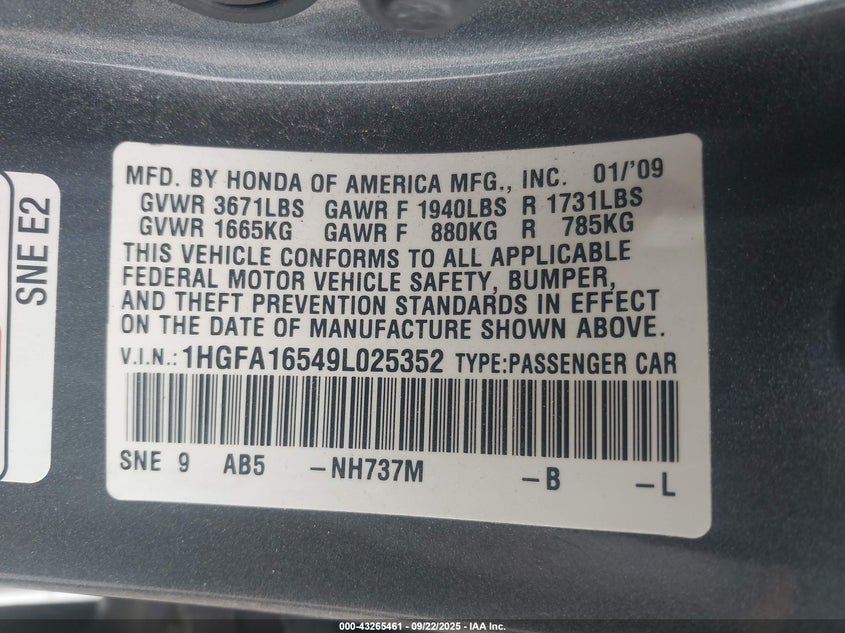 SNE E2
MFD. BY HONDA OF AMERICA MFG., INC. 01/'09
GVWR 3671LBS GAWR F 1940LBS R 1731LBS
GVWR 1665KG GAWR F 880KG R 785KG
THIS VEHICLE CONFORMS TO ALL APPLICABLE
FEDERAL MOTOR VEHICLE SAFETY, BUMPER,
AND THEFT PREVENTION STANDARDS IN EFFECT
ON THE DATE OF MANUFACTURE SHOWN ABOVE.
V.I.N.: 1HGFA16549L025352 TYPE:PASSENGER CAR
SNE 9 AB5 -NH737M -B -L
000-43265461 - 09/22/2025 - IAA Inc.